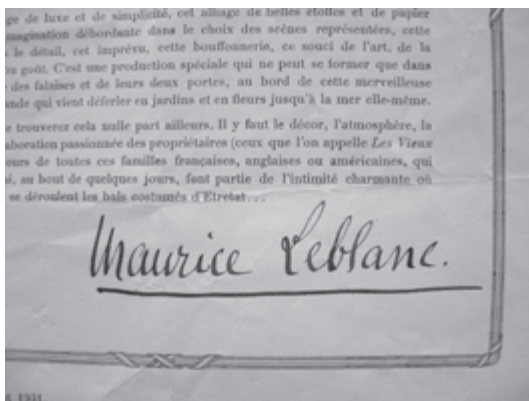 ge de luxe et de simplicité, cet alliage de belles étoffes et de papier
magination débordante dans le choix des scènes représentées, cette
le détail, cet imprévu, cette bouffonnerie, ce souci de l'art, de la
on goût. C'est une production spéciale qui ne peut se former que dans
des falaises et de leurs deux portes, au bord de cette merveilleuse
ande qui vient déferler en jardins et en fleurs jusqu'à la mer elle-même.
e trouverez cela nulle part ailleurs. Il y faut le décor, l'atmosphère, la
aboration passionnée des propriétaires (ceux que l'on appelle Les Vieux
ours de toutes ces familles françaises, anglaises ou américaines, qui
i, au bout de quelques jours, font partie de l'intimité charmante où
se déroulent les bals costumés d'Etretat...
Maurice Leblanc.